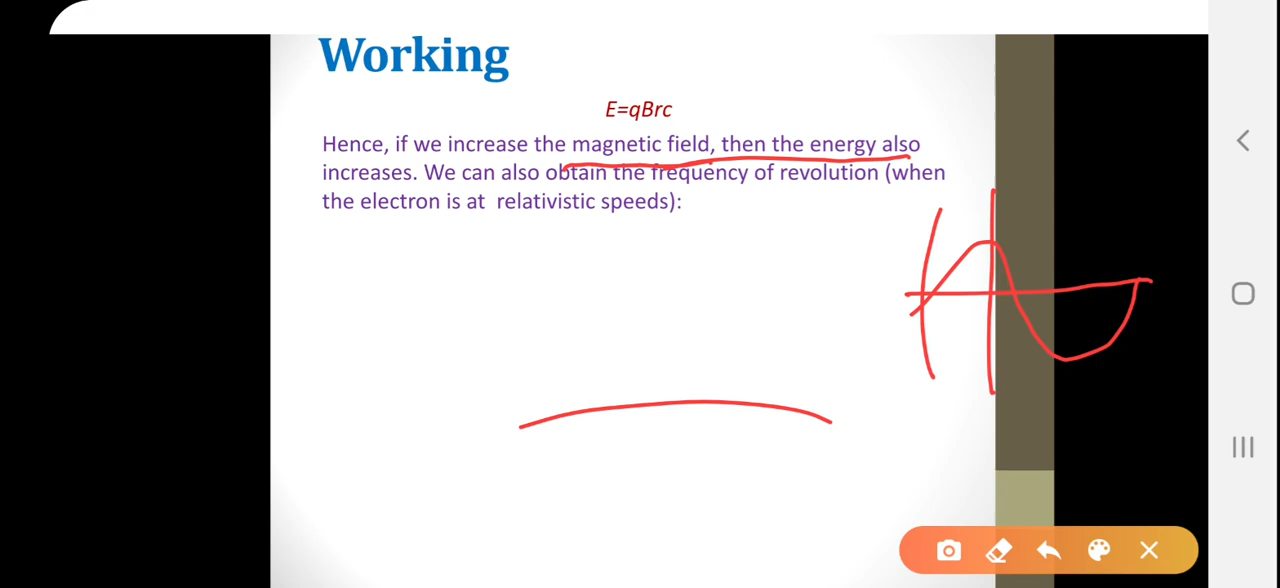 Working
E=qBrc
Hence, if we increase the magnetic field, then the energy also
increases. We can also obtain the frequency of revolution (when
the electron is at relativistic speeds):